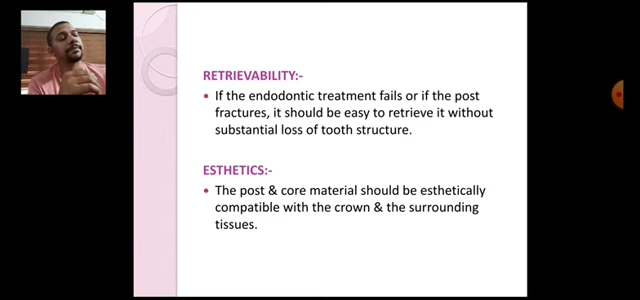 RETRIEVABILITY:-
• If the endodontic treatment fails or if the post
fractures, it should be easy to retrieve it without
substantial loss of tooth structure.
ESTHETICS:-
• The post & core material should be esthetically
compatible with the crown & the surrounding
tissues.